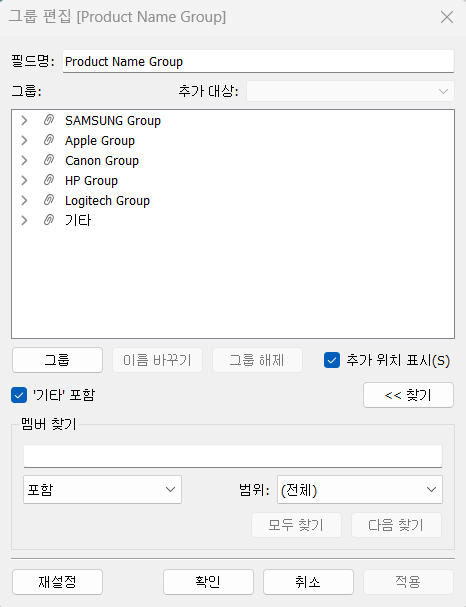 그룹 편집 [Product Name Group]
필드명: Product Name Group
그룹: 추가 대상:
SAMSUNG Group
Apple Group
Canon Group
HP Group
Logitech Group
기타
그룹 이름 바꾸기 그룹 해제 추가 위치 표시(S)
'기타' 포함 << 찾기
멤버 찾기
포함 범위: (전체)
모두 찾기 다음 찾기
재설정 확인 취소 적용